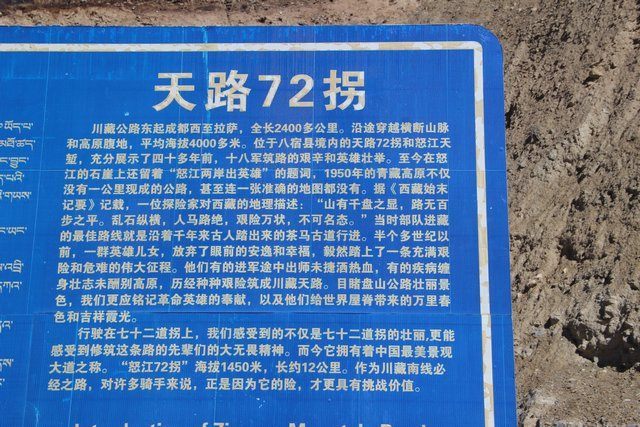 天路72拐
川藏公路东起成都西至拉萨，全长2400多公里。沿途穿越横断山脉
和高原腹地，平均海拔4000多米。位于八宿县境内的天路72拐和怒江天
堑，充分展示了四十多年前，十八军筑路的艰辛和英雄壮举。至今在怒
江的石崖上还留着“怒江两岸出英雄”的题词，1950年的青藏高原不仅
没有一公里现成的公路，甚至连一张准确的地图都没有。据《西藏始末
记要》记载，一位探险家对西藏的地理描述：“山有千盘之显，路无百
步之平。乱石纵横，人马路绝，艰险万状，不可名态。”当时部队进藏
的最佳路线就是沿着千年来古人踏出来的茶马古道行进。半个多世纪以
前，一群英雄儿女，放弃了眼前的安逸和幸福，毅然踏上了一条充满艰
险和危难的伟大征程。他们有的进军途中出师未捷洒热血，有的疾病缠
身壮志未酬别高原，历经种种艰险筑成川藏天路。目睹盘山公路壮丽景
色，我们更应铭记革命英雄的奉献，以及他们给世界屋脊带来的万里春
色和吉祥霞光。
行驶在七十二道拐上，我们感受到的不仅是七十二道拐的壮丽，更能
感受到修筑这条路的先辈们的大无畏精神。而今它拥有着中国最美景观
大道之称。“怒江72拐”海拔1450米，长约12公里。作为川藏南线必
经之路，对许多骑手来说，正是因为它的险，才更具有挑战价值。